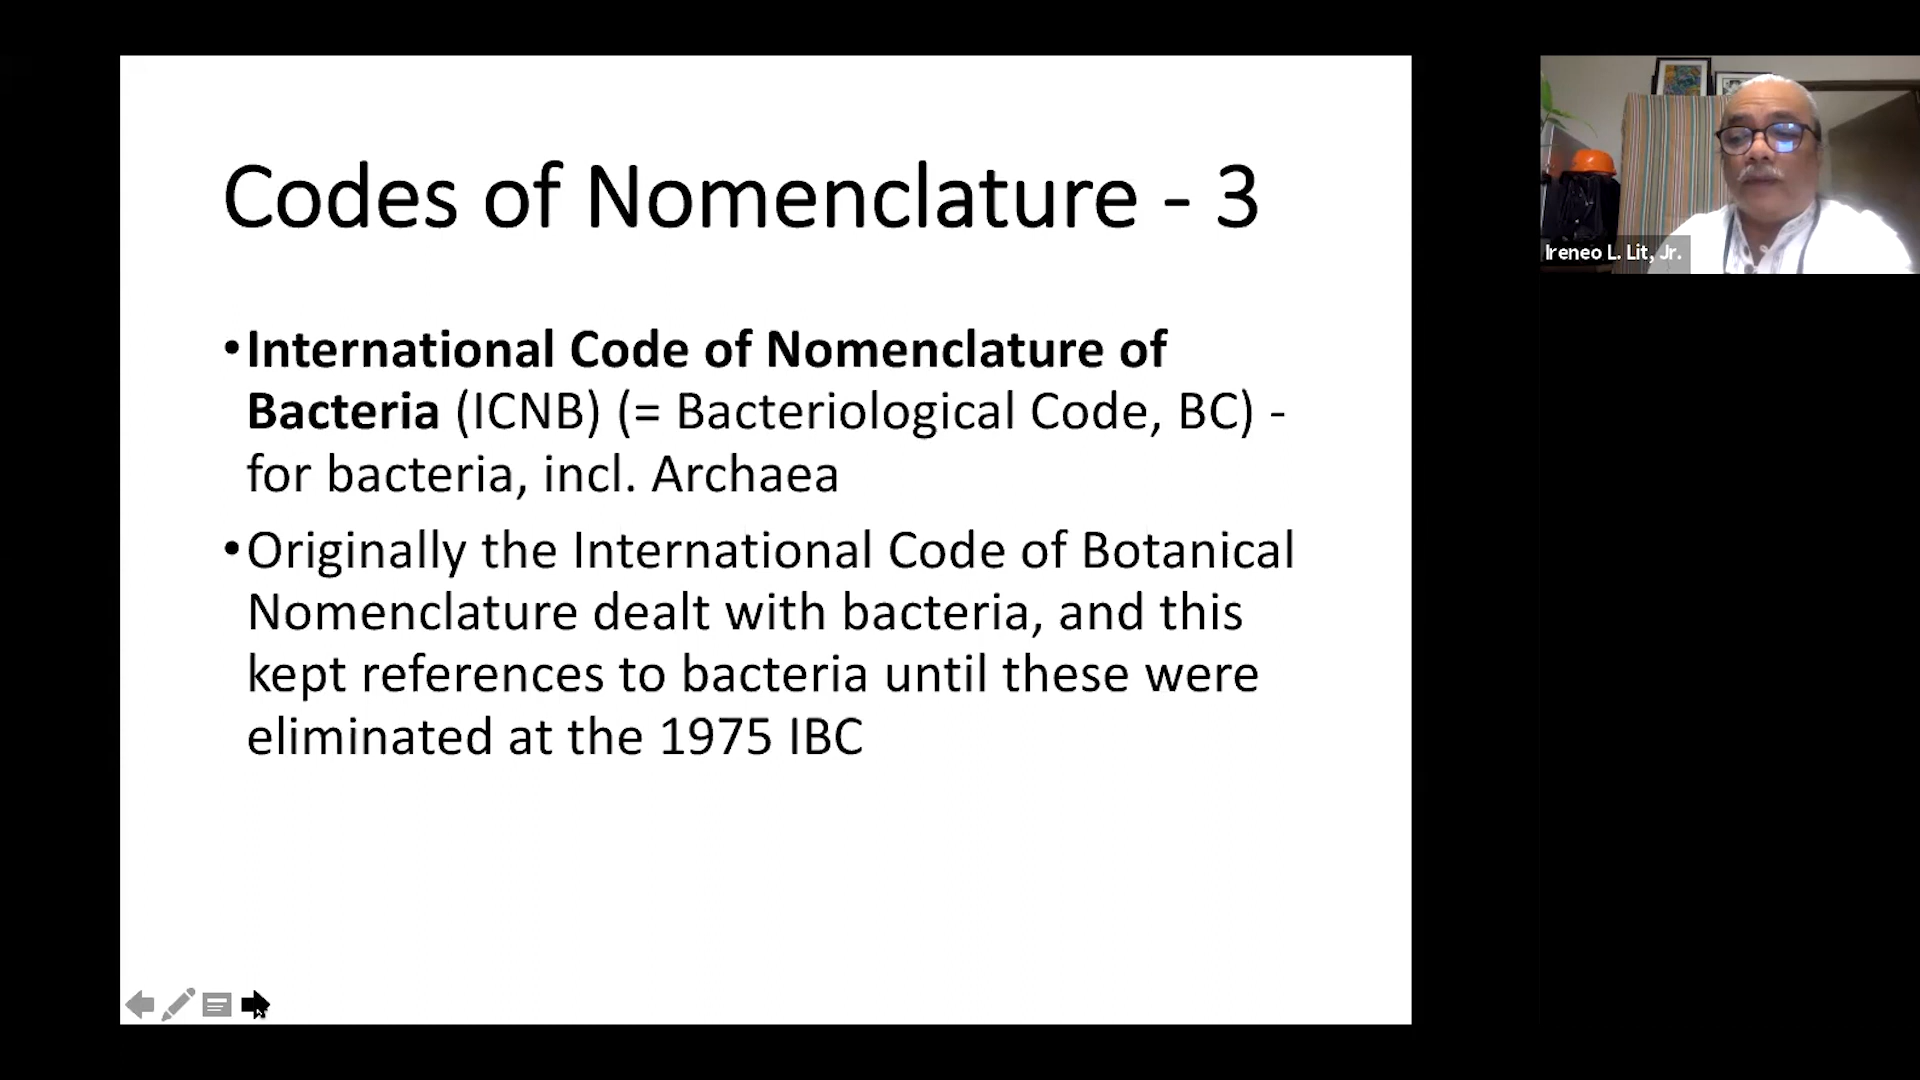 Codes of Nomenclature - 3
•International Code of Nomenclature of
Bacteria (ICNB) (= Bacteriological Code, BC) -
for bacteria, incl. Archaea
•Originally the International Code of Botanical
Nomenclature dealt with bacteria, and this
kept references to bacteria until these were
eliminated at the 1975 IBC
Ireneo L. Lit, Jr.